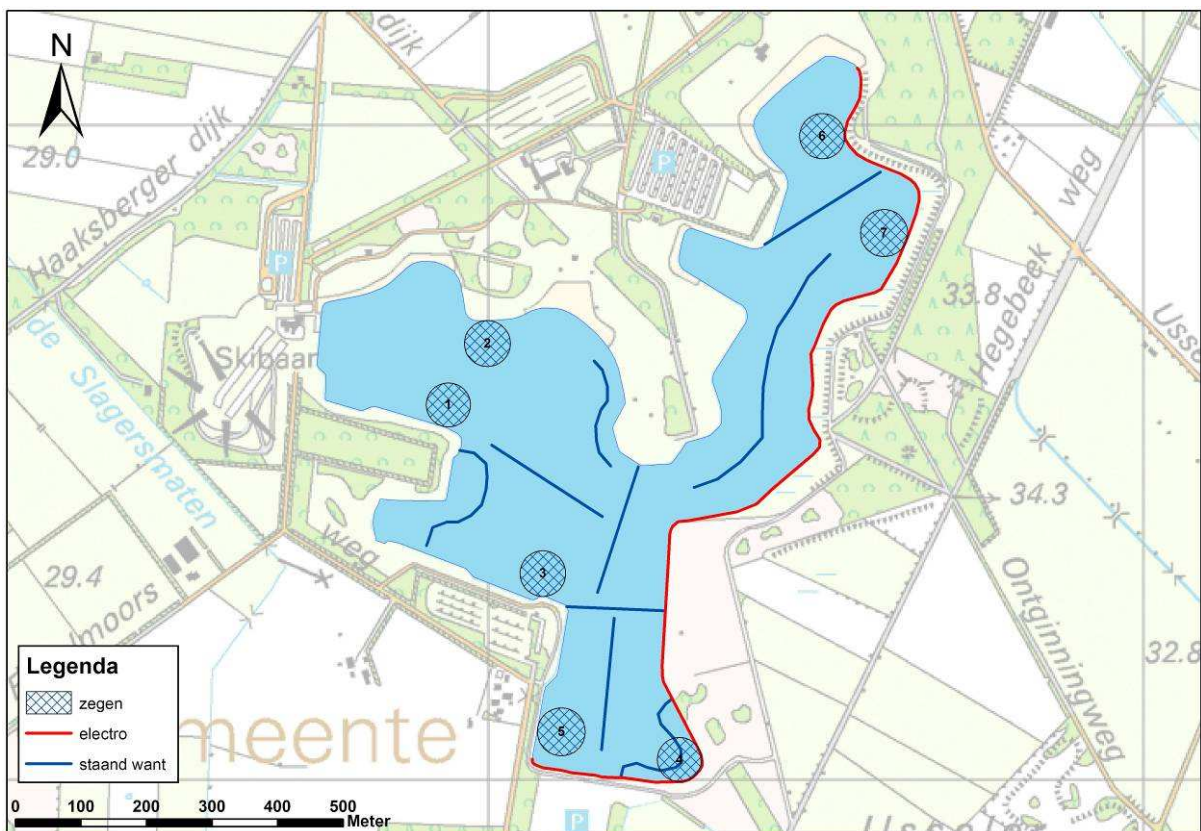 N
dijk
29.0
Haaksberger dijk
P
P
6
7
weg
Hegebeek
33.8
de Slagersmaten
Skibaan
2
1
34.3
weg
3
29.4
Ontginningweg
32.8
Legenda
zegen
electro
staand want
meente
5
4
0 100 200 300 400 500
Meter
P